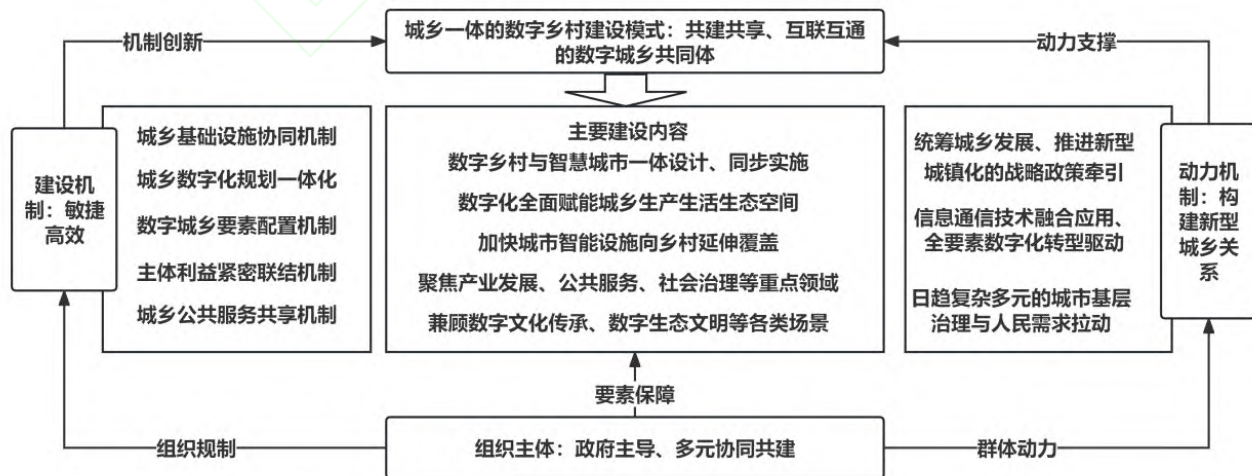 机制创新
城乡一体的数字乡村建设模式：共建共享、互联互通
的数字城乡共同体
动力支撑
建设机
制：敏捷
高效
城乡基础设施协同机制
城乡数字化规划一体化
数字城乡要素配置机制
主体利益紧密联结机制
城乡公共服务共享机制
主要建设内容
数字乡村与智慧城市一体设计、同步实施
数字化全面赋能城乡生产生活生态空间
加快城市智能设施向乡村延伸覆盖
聚焦产业发展、公共服务、社会治理等重点领域
兼顾数字文化传承、数字生态文明等各类场景
统筹城乡发展、推进新型
城镇化的战略政策牵引
信息通信技术融合应用、
全要素数字化转型驱动
日趋复杂多元的城市基层
治理与人民需求拉动
动力机
制：构
建新型
城乡关
系
要素保障
组织规制
组织主体：政府主导、多元协同共建
群体动力